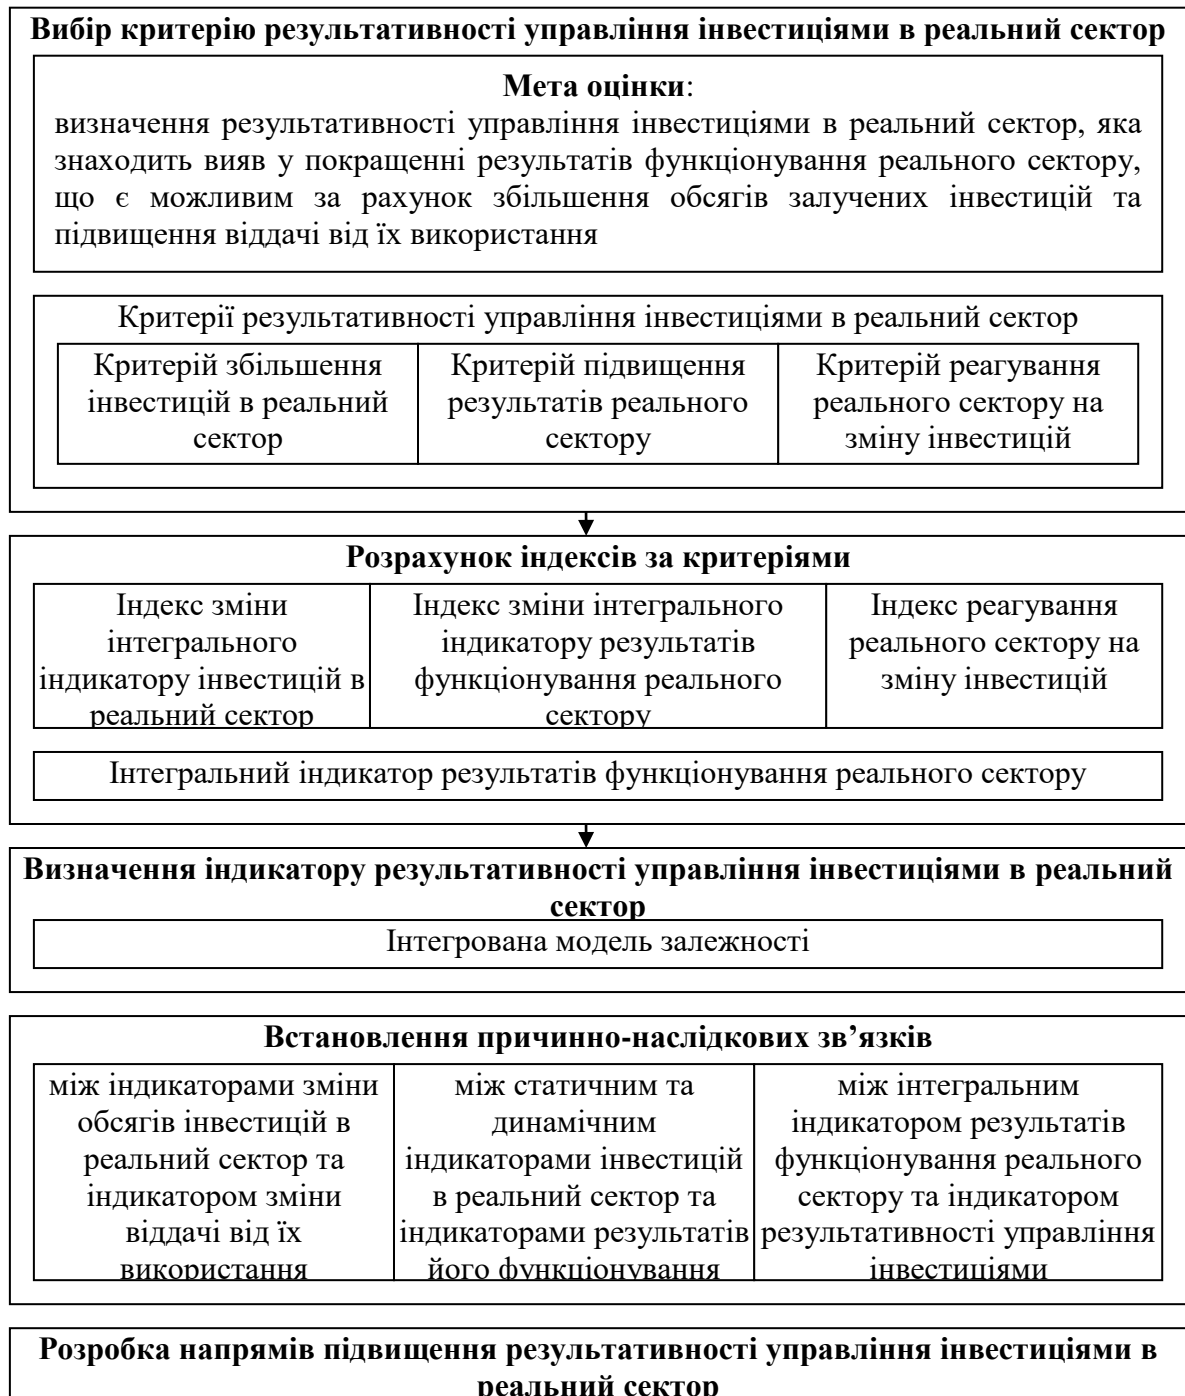 Вибір критерію результативності управління інвестиціями в реальний сектор
Мета оцінки:
визначення результативності управління інвестиціями в реальний сектор, яка
знаходить вияв у покращенні результатів функціонування реального сектору,
що є можливим за рахунок збільшення обсягів залучених інвестицій та
підвищення віддачі від їх використання
Критерії результативності управління інвестиціями в реальний сектор
Критерій збільшення
інвестицій в реальний
сектор
Критерій підвищення
результатів реального
сектору
Критерій реагування
реального сектору на
зміну інвестицій
Розрахунок індексів за критеріями
Індекс зміни
інтегрального
індикатору інвестицій в
реальний сектор
Індекс зміни інтегрального
індикатору результатів
функціонування реального
сектору
Індекс реагування
реального сектору на
зміну інвестицій
Інтегральний індикатор результатів функціонування реального сектору
Визначення індикатору результативності управління інвестиціями в реальний
сектор
Інтегрована модель залежності
Встановлення причинно-наслідкових зв’язків
між індикаторами зміни
обсягів інвестицій в
реальний сектор та
індикатором зміни
віддачі від їх
використання
між статичним та
динамічним
індикаторами інвестицій
в реальний сектор та
індикаторами результатів
його функціонування
між інтегральним
індикатором результатів
функціонування реального
сектору та індикатором
результативності управління
інвестиціями
Розробка напрямів підвищення результативності управління інвестиціями в
реальний сектор